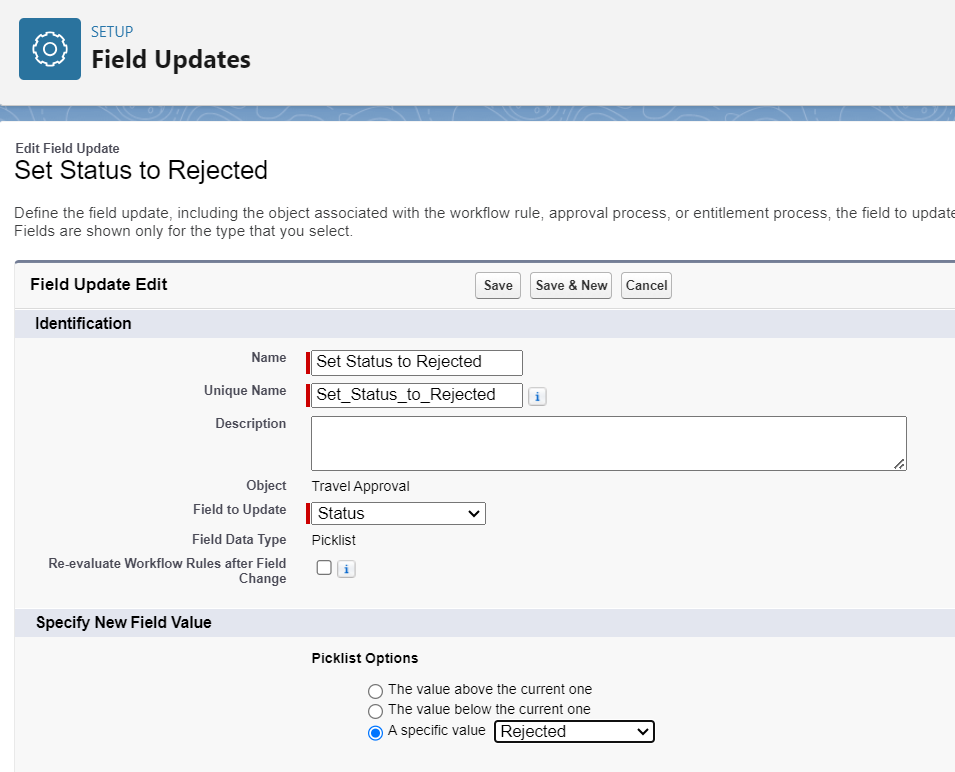 SETUP
Field Updates
Edit Field Update
Set Status to Rejected
Define the field update, including the object associated with the workflow rule, approval process, or entitlement process, the field to update
Fields are shown only for the type that you select.
Field Update Edit Save Save & New Cancel
Identification
Name Set Status to Rejected
Unique Name Set_Status_to_Rejected i
Description
Object Travel Approval
Field to Update Status
Field Data Type Picklist
Re-evaluate Workflow Rules after Field
Change i
Specify New Field Value
Picklist Options
The value above the current one
The value below the current one
A specific value Rejected